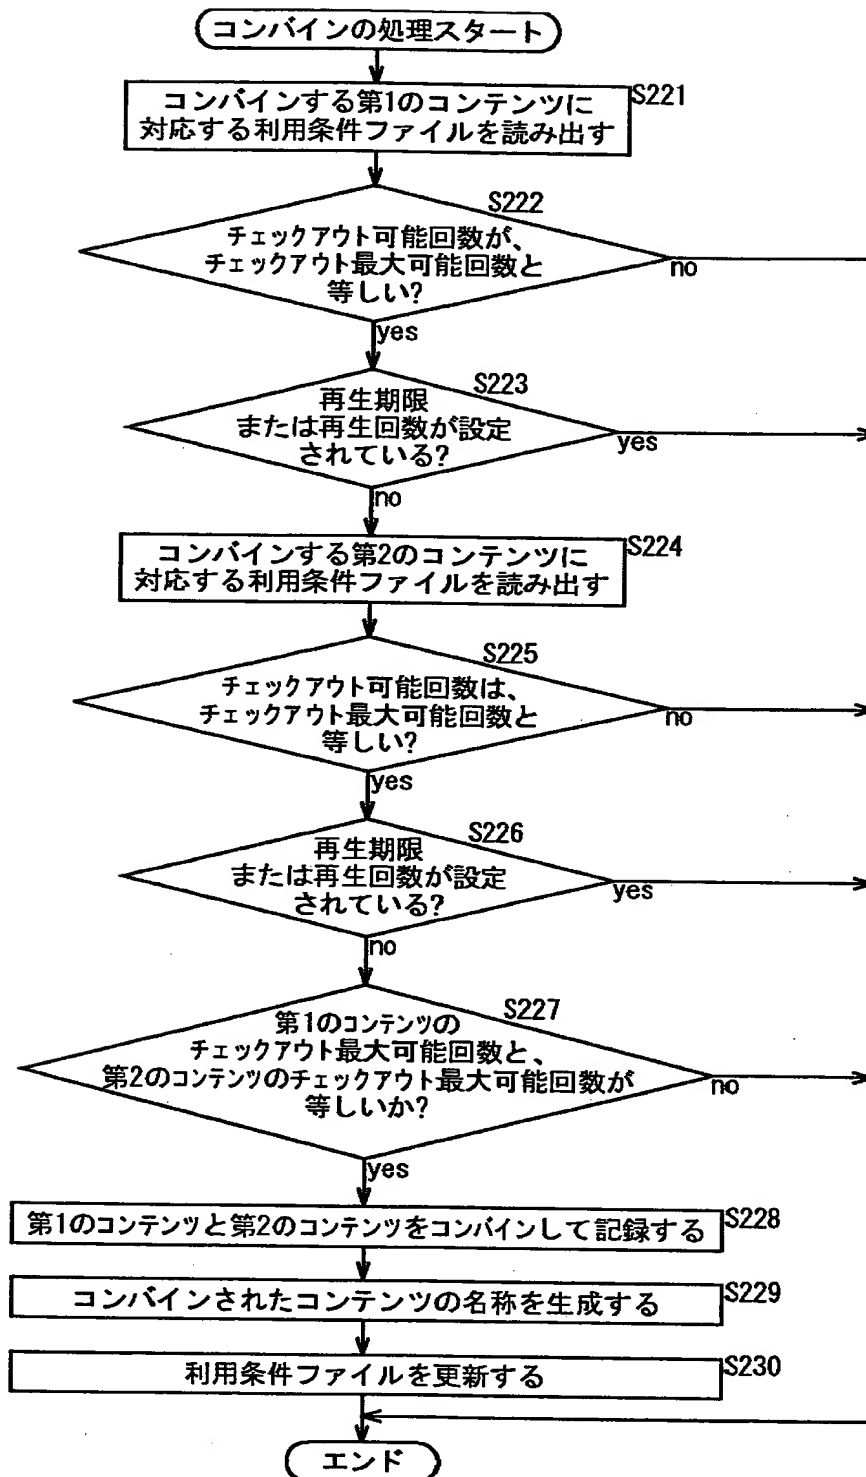 コンバインの処理スタート
コンバインする第1のコンテンツに
対応する利用条件ファイルを読み出す
S221
S222
チェックアウト可能回数が、
チェックアウト最大可能回数と
等しい?
no
yes
S223
再生期限
または再生回数が設定
されている?
yes
no
コンバインする第2のコンテンツに
対応する利用条件ファイルを読み出す
S224
S225
チェックアウト可能回数は、
チェックアウト最大可能回数と
等しい?
no
yes
S226
再生期限
または再生回数が設定
されている?
yes
no
S227
第1のコンテンツの
チェックアウト最大可能回数と、
第2のコンテンツのチェックアウト最大可能回数が
等しいか?
no
yes
第1のコンテンツと第2のコンテンツをコンバインして記録する
S228
コンバインされたコンテンツの名称を生成する
S229
利用条件ファイルを更新する
S230
エンド